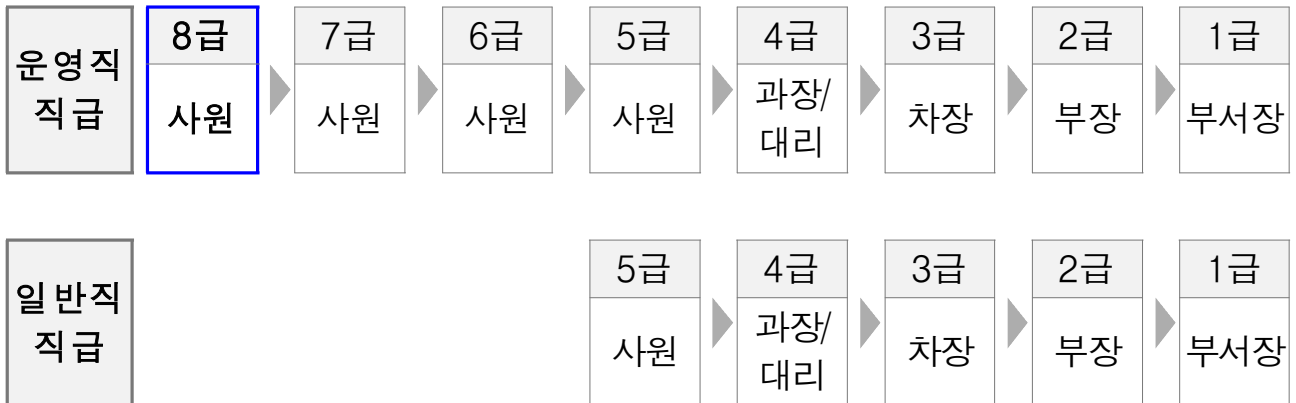 운영직
직급
8급 7급 6급 5급 4급 3급 2급 1급
사원 사원 사원 사원 과장/
대리 차장 부장 부서장
일반직
직급
5급 4급 3급 2급 1급
사원 과장/
대리 차장 부장 부서장